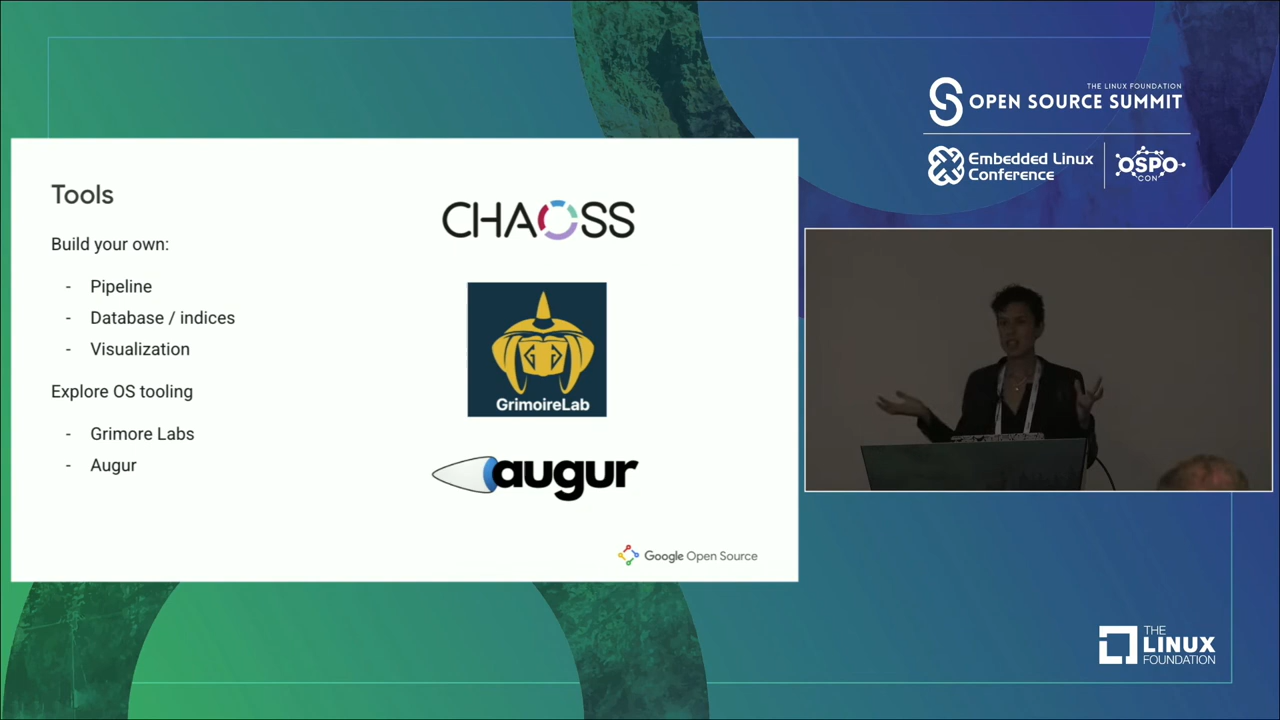 THE LINUX FOUNDATION
OPEN SOURCE SUMMIT
Embedded Linux
Conference
OSPO
CON
Tools
CHAOSS
Build your own:
- Pipeline
- Database / indices
- Visualization
GrimoireLab
Explore OS tooling
- Grimore Labs
- Augur
augur
Google Open Source
THE
LINUX
FOUNDATION